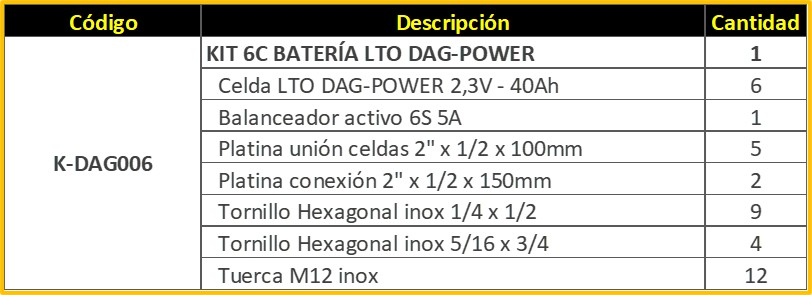 Código Descripción Cantidad
KIT 6C BATERÍA LTO DAG-POWER 1
Celda LTO DAG-POWER 2,3V - 40Ah 6
Balanceador activo 6S 5A 1
Platina unión celdas 2" x 1/2 x 100mm 5
K-DAG006
Platina conexión 2" x 1/2 x 150mm 2
Tornillo Hexagonal inox 1/4 x 1/2 9
Tornillo Hexagonal inox 5/16 x 3/4 4
Tuerca M12 inox 12